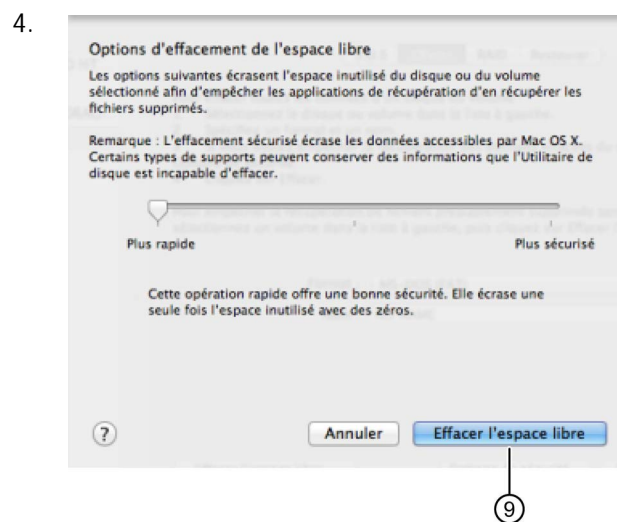 4.
Options d'effacement de l'espace libre
Les options suivantes écrasent l'espace inutilisé du disque ou du volume
sélectionné afin d'empêcher les applications de récupération d'en récupérer les
fichiers supprimés.
Remarque : L'effacement sécurisé écrase les données accessibles par Mac OS X.
Certains types de supports peuvent conserver des informations que l'Utilitaire de
disque est incapable d'effacer.
Plus rapide Plus sécurisé
Cette opération rapide offre une bonne sécurité. Elle écrase une
seule fois l'espace inutilisé avec des zéros.
? Annuler Effacer l'espace libre
9